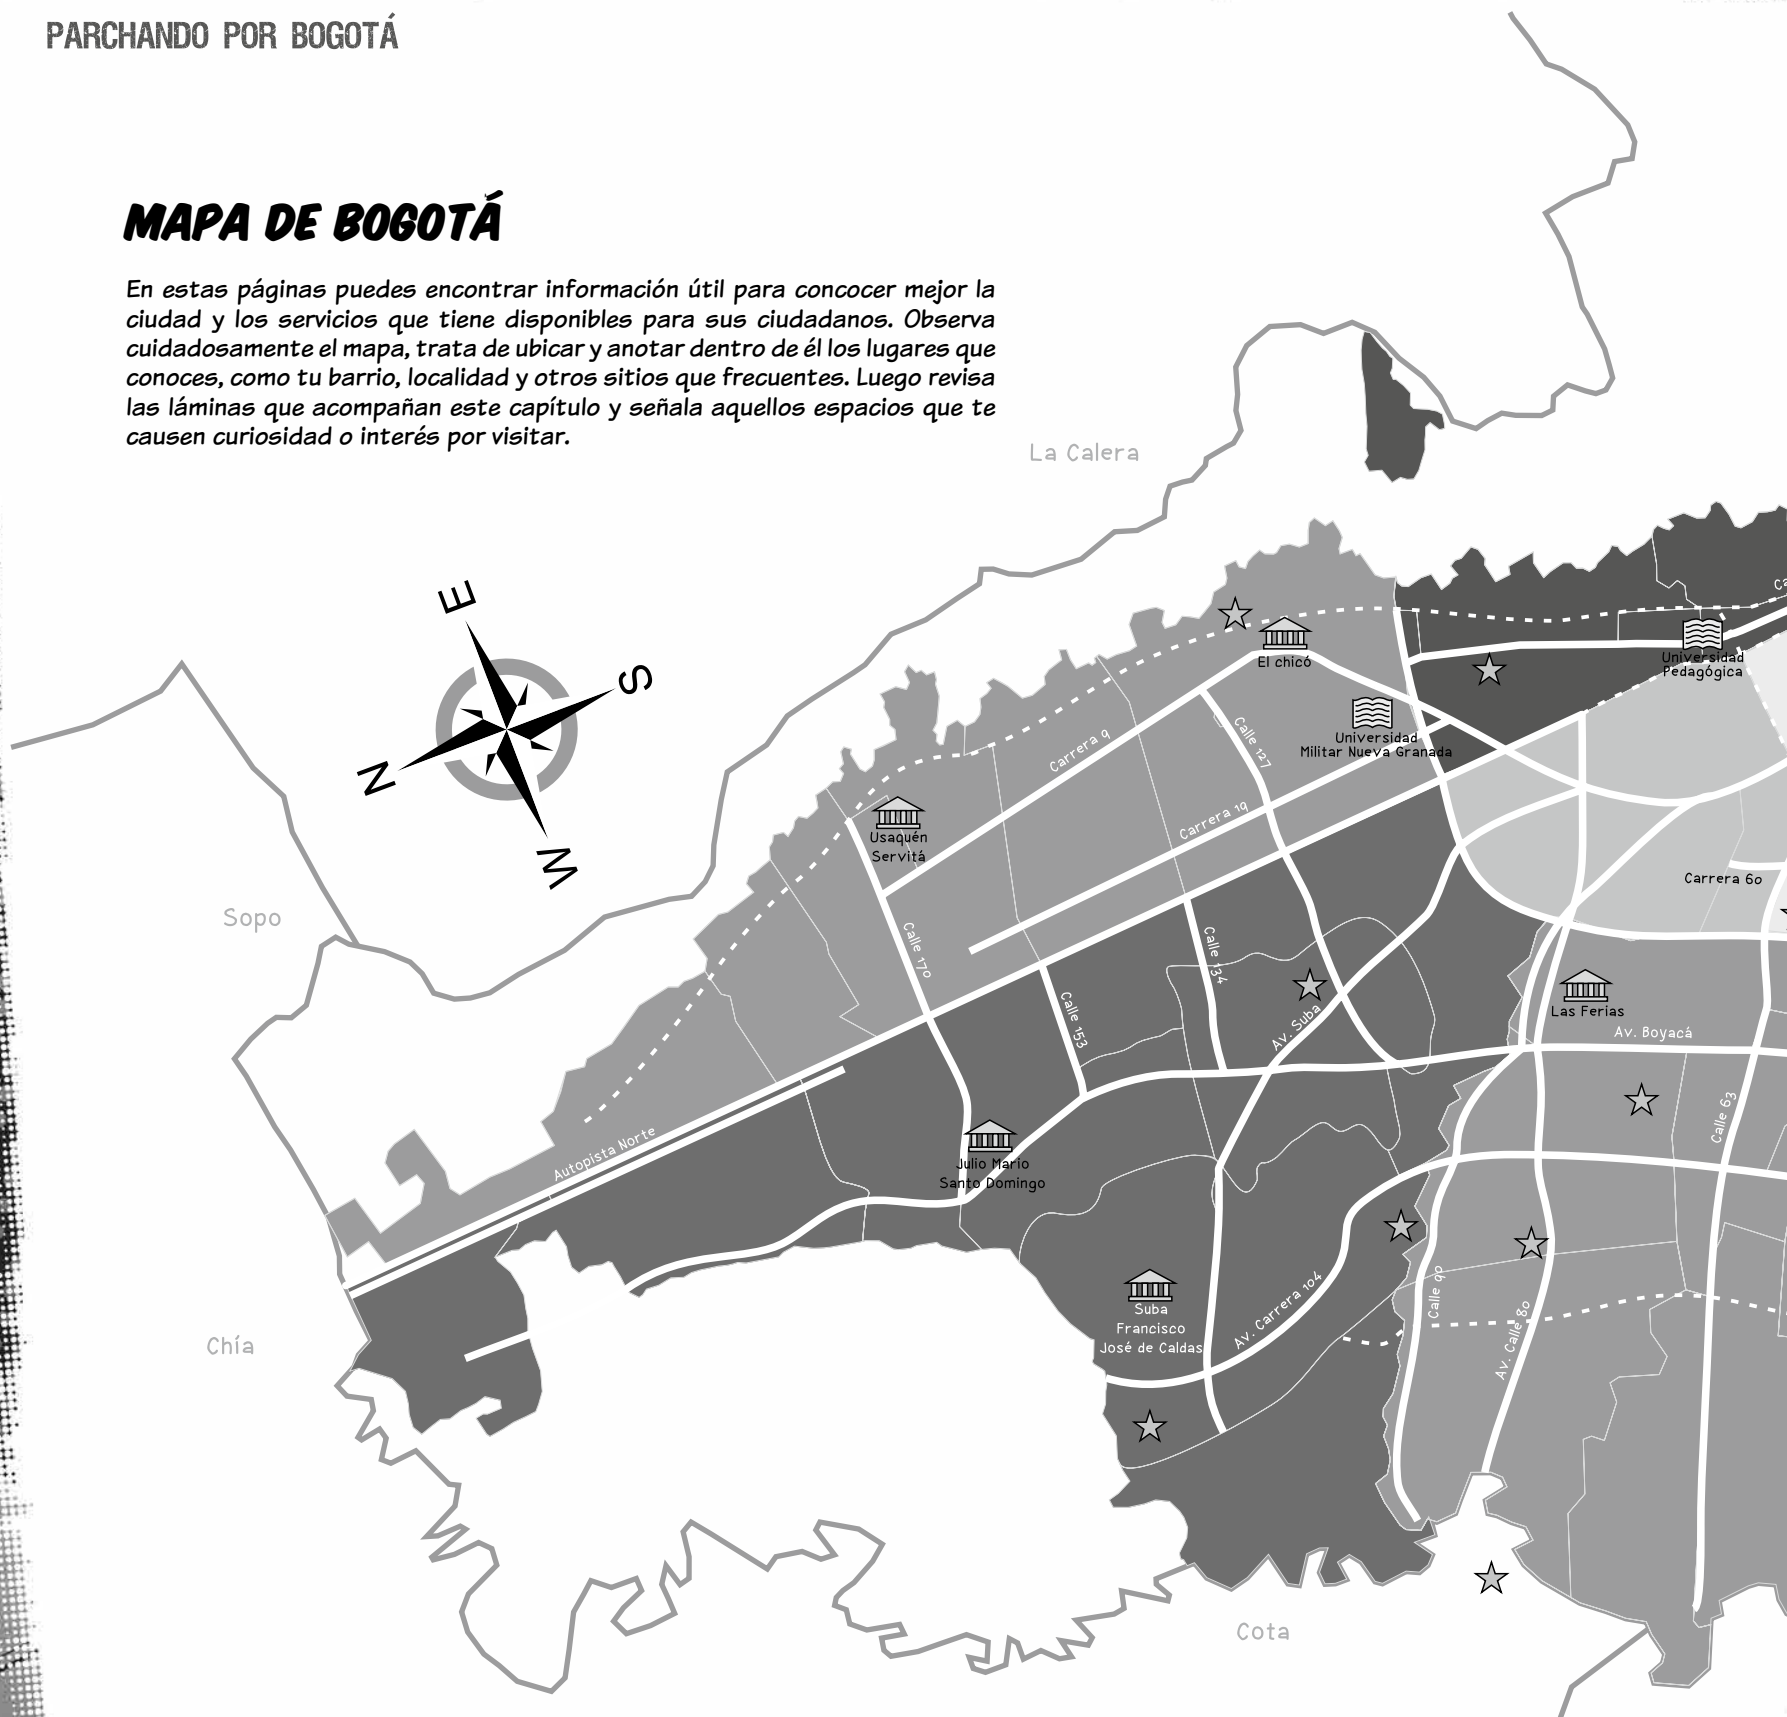 PARCHANDO POR BOGOTÁ
MAPA DE BOGOTÁ
En estas páginas puedes encontrar información útil para concocer mejor la
ciudad y los servicios que tiene disponibles para sus ciudadanos. Observa
cuidadosamente el mapa, trata de ubicar y anotar dentro de él los lugares que
conoces, como tu barrio, localidad y otros sitios que frecuentes. Luego revisa
las láminas que acompañan este capítulo y señala aquellos espacios que te
causen curiosidad o interés por visitar.
La Calera
E
S
N
W
El chicó
Universidad
Pedagógica
Universidad
Militar Nueva Granada
Carrera 9
Calle 127
Carrera 19
Usaquén
Servitá
Carrera 60
Sopo
Calle 170
Calle 134
Calle 153
Av. Suba
Las Ferias
Av. Boyacá
Calle 63
Autopista Norte
Julio Mario
Santo Domingo
Suba
Francisco
José de Caldas
Av. Carrera 104
Calle 90
Av. Calle 80
Chía
Cota